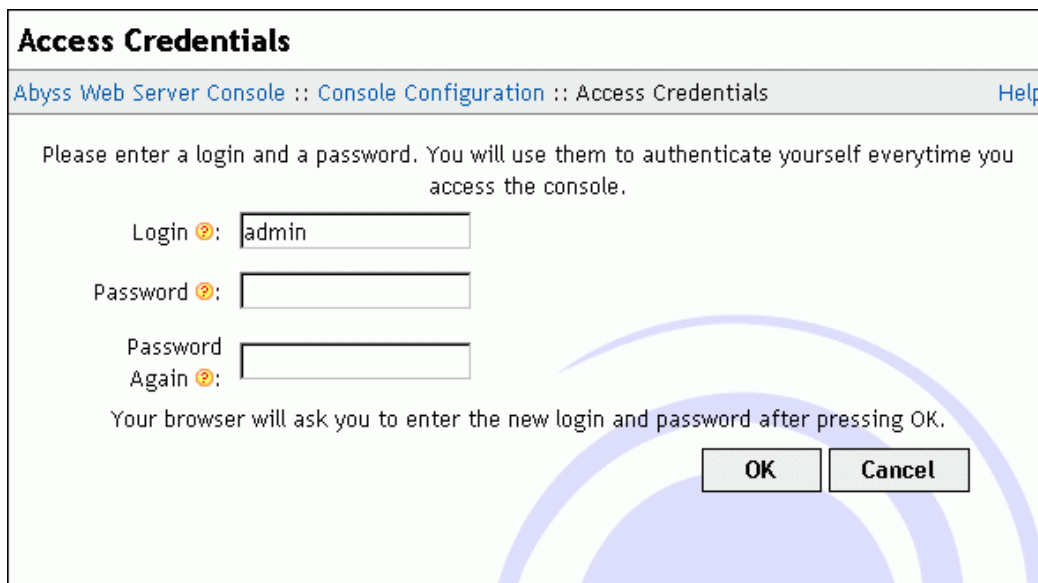 Access Credentials
Abyss Web Server Console :: Console Configuration :: Access Credentials Help
Please enter a login and a password. You will use them to authenticate yourself everytime you
access the console.
Login ?: admin
Password ?:
Password
Again ?:
Your browser will ask you to enter the new login and password after pressing OK.
OK Cancel